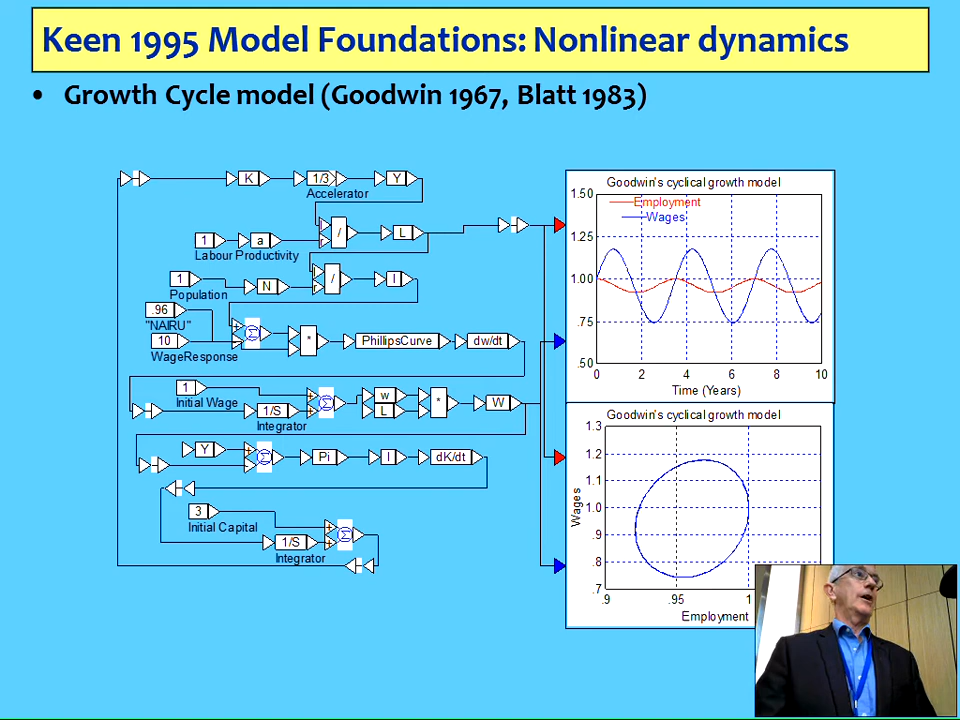 Keen 1995 Model Foundations: Nonlinear dynamics
• Growth Cycle model (Goodwin 1967, Blatt 1983)
K 1/3 Y
Accelerator
/ L
1 a
Labour Productivity
/ l
1 N
Population
.96
"NAIRU"
10
WageResponse
+ Σ - * PhillipsCurve dw/dt
1
Initial Wage
1/S
Integrator
+ Σ +
w
L
* W
Y + Σ - Pi I dK/dt
3
Initial Capital
1/S
Integrator
+ Σ +
Goodwin's cyclical growth model
Employment
Wages
1.50
1.25
1.00
.75
.50
0 2 4 6 8 10
Time (Years)
Goodwin's cyclical growth model
1.3
1.2
1.1
1.0
.9
.8
.7
Wages
.9 .95 1
Employment